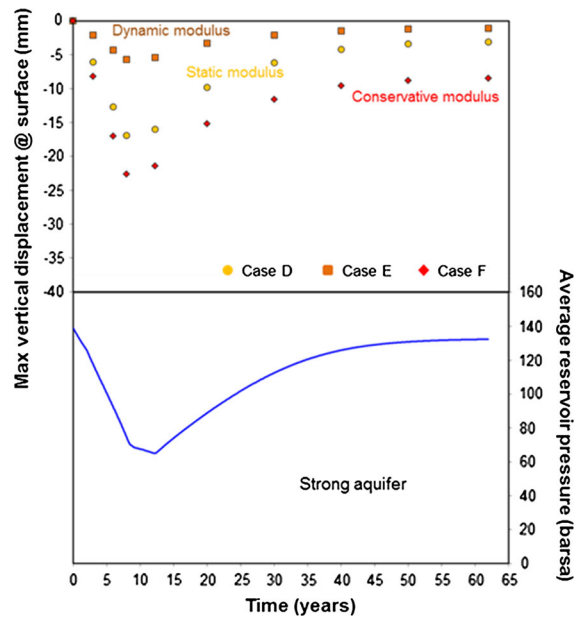 Max vertical displacement @ surface (mm)
0
-5
-10
-15
-20
-25
-30
-35
-40
Dynamic modulus
Static modulus
Conservative modulus
Case D
Case E
Case F
160
140
120
100
80
60
40
20
0
Average reservoir pressure (barsa)
Strong aquifer
0 5 10 15 20 25 30 35 40 45 50 55 60 65
Time (years)